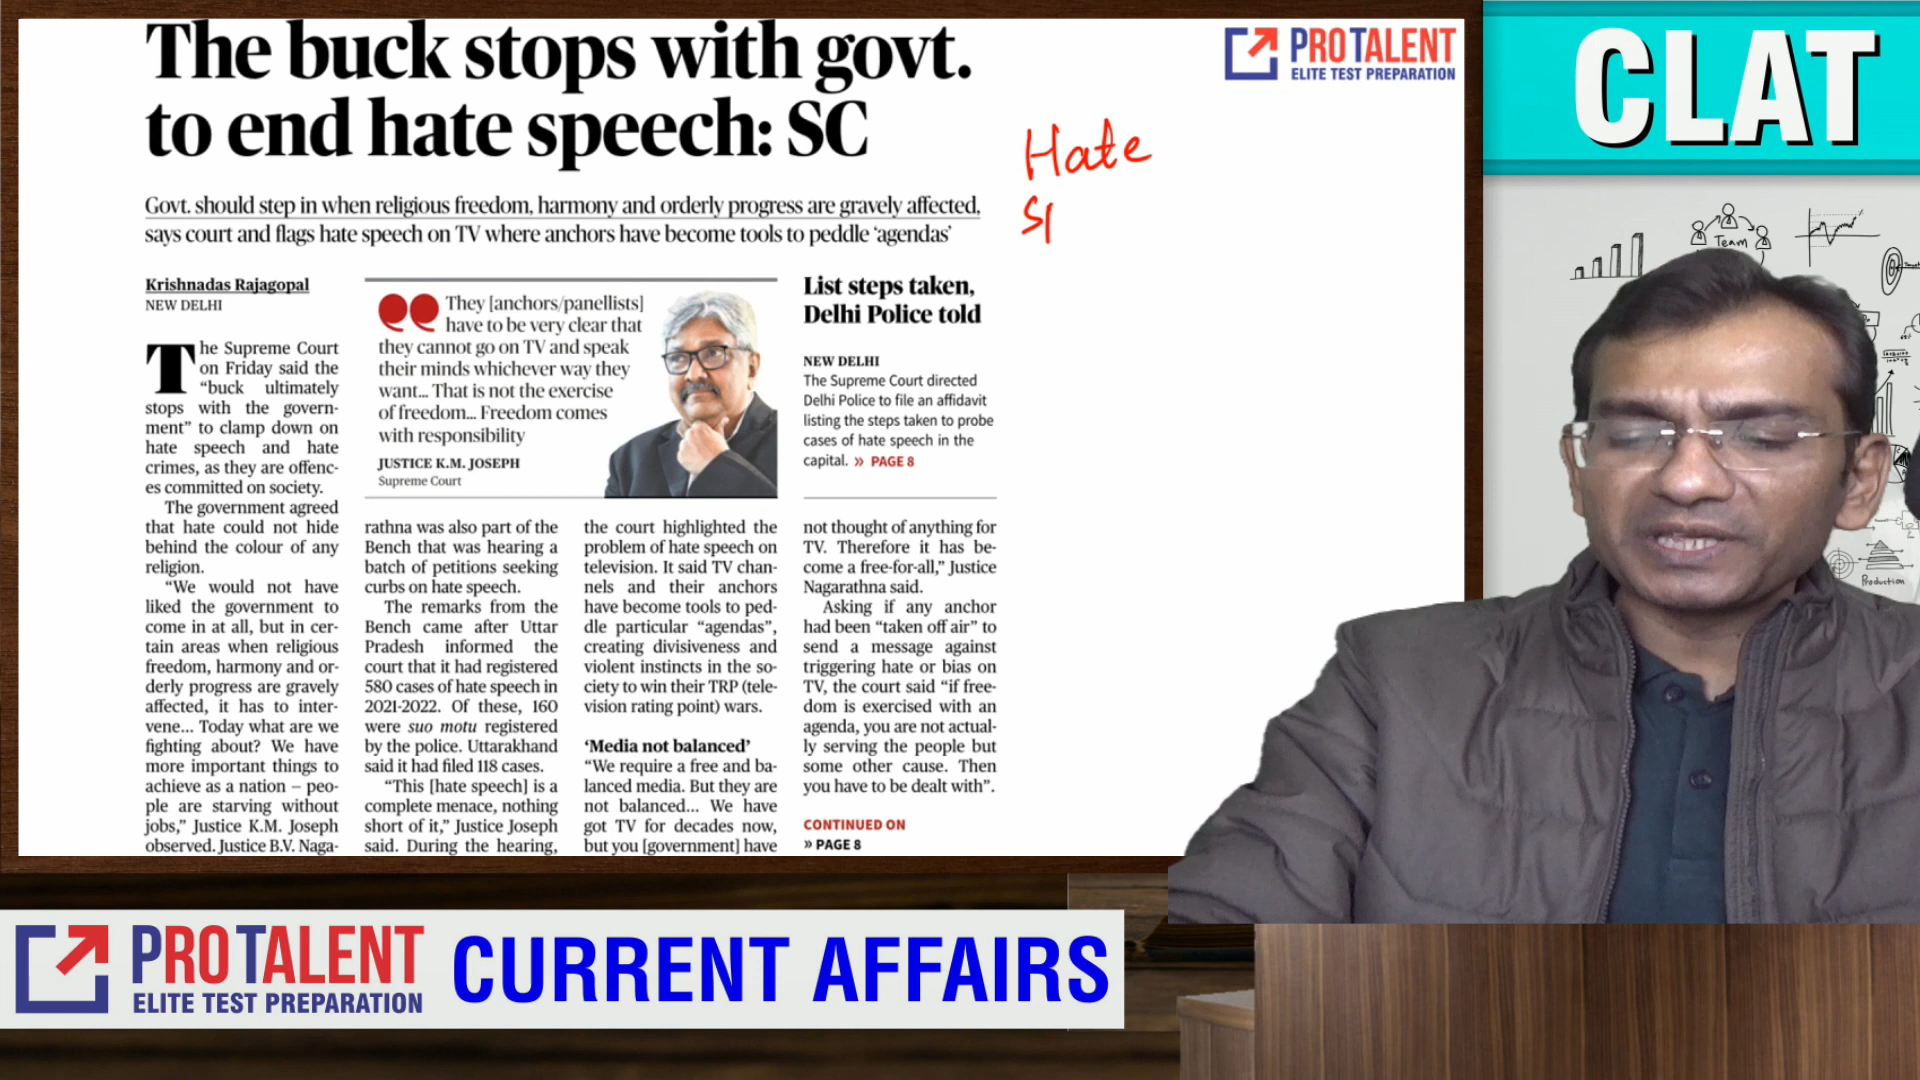 The buck stops with govt.
to end hate speech: SC
Govt. should step in when religious freedom, harmony and orderly progress are gravely affected,
says court and flags hate speech on TV where anchors have become tools to peddle ‘agendas’
Krishnadas Rajagopal
NEW DELHI
The Supreme Court
on Friday said the
“buck ultimately
stops with the govern-
ment” to clamp down on
hate speech and hate
crimes, as they are offenc-
es committed on society.
The government agreed
that hate could not hide
behind the colour of any
religion.
“We would not have
liked the government to
come in at all, but in cer-
tain areas when religious
freedom, harmony and or-
derly progress are gravely
affected, it has to inter-
vene... Today what are we
fighting about? We have
more important things to
achieve as a nation – peo-
ple are starving without
jobs,” Justice K.M. Joseph
observed. Justice B.V. Naga-
They [anchors/panellists]
have to be very clear that
they cannot go on TV and speak
their minds whichever way they
want... That is not the exercise
of freedom... Freedom comes
with responsibility
JUSTICE K.M. JOSEPH
Supreme Court
rathna was also part of the
Bench that was hearing a
batch of petitions seeking
curbs on hate speech.
The remarks from the
Bench came after Uttar
Pradesh informed the
court that it had registered
580 cases of hate speech in
2021-2022. Of these, 160
were suo motu registered
by the police. Uttarakhand
said it had filed 118 cases.
“This [hate speech] is a
complete menace, nothing
short of it,” Justice Joseph
said. During the hearing,
the court highlighted the
problem of hate speech on
television. It said TV chan-
nels and their anchors
have become tools to ped-
dle particular “agendas”,
creating divisiveness and
violent instincts in the so-
ciety to win their TRP (tele-
vision rating point) wars.
‘Media not balanced’
“We require a free and ba-
lanced media. But they are
not balanced... We have
got TV for decades now,
but you [government] have
List steps taken,
Delhi Police told
NEW DELHI
The Supreme Court directed
Delhi Police to file an affidavit
listing the steps taken to probe
cases of hate speech in the
capital. » PAGE 8
not thought of anything for
TV. Therefore it has be-
come a free-for-all,” Justice
Nagarathna said.
Asking if any anchor
had been “taken off air” to
send a message against
triggering hate or bias on
TV, the court said “if free-
dom is exercised with an
agenda, you are not actual-
ly serving the people but
some other cause. Then
you have to be dealt with”.
CONTINUED ON
» PAGE 8
Hate
PROTALENT
ELITE TEST PREPARATION
CLAT
Team
Production
PROTALENT
ELITE TEST PREPARATION
CURRENT AFFAIRS